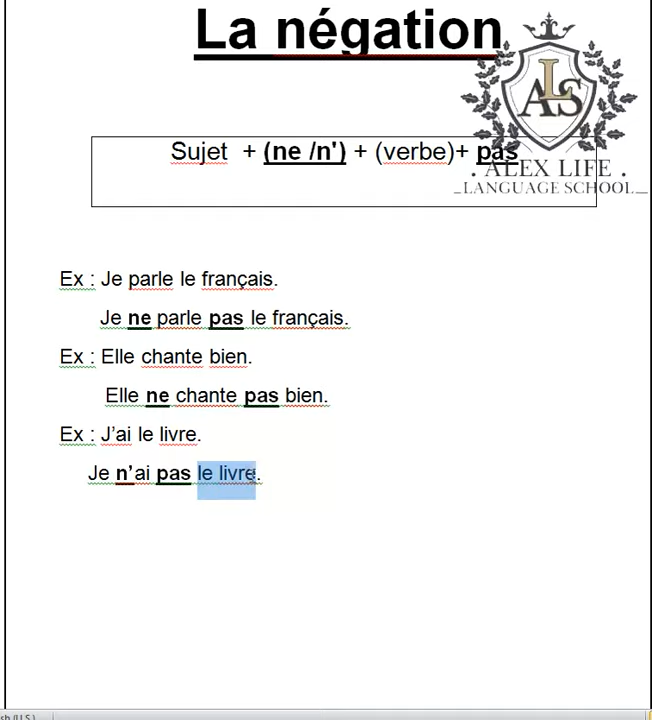 La négation
Sujet + (ne /n') + (verbe)+ pas
ALS
. ALEX LIFE .
LANGUAGE SCHOOL
Ex : Je parle le français.
Je ne parle pas le français.
Ex : Elle chante bien.
Elle ne chante pas bien.
Ex : J’ai le livre.
Je n’ai pas le livre.
sh (U.S.)